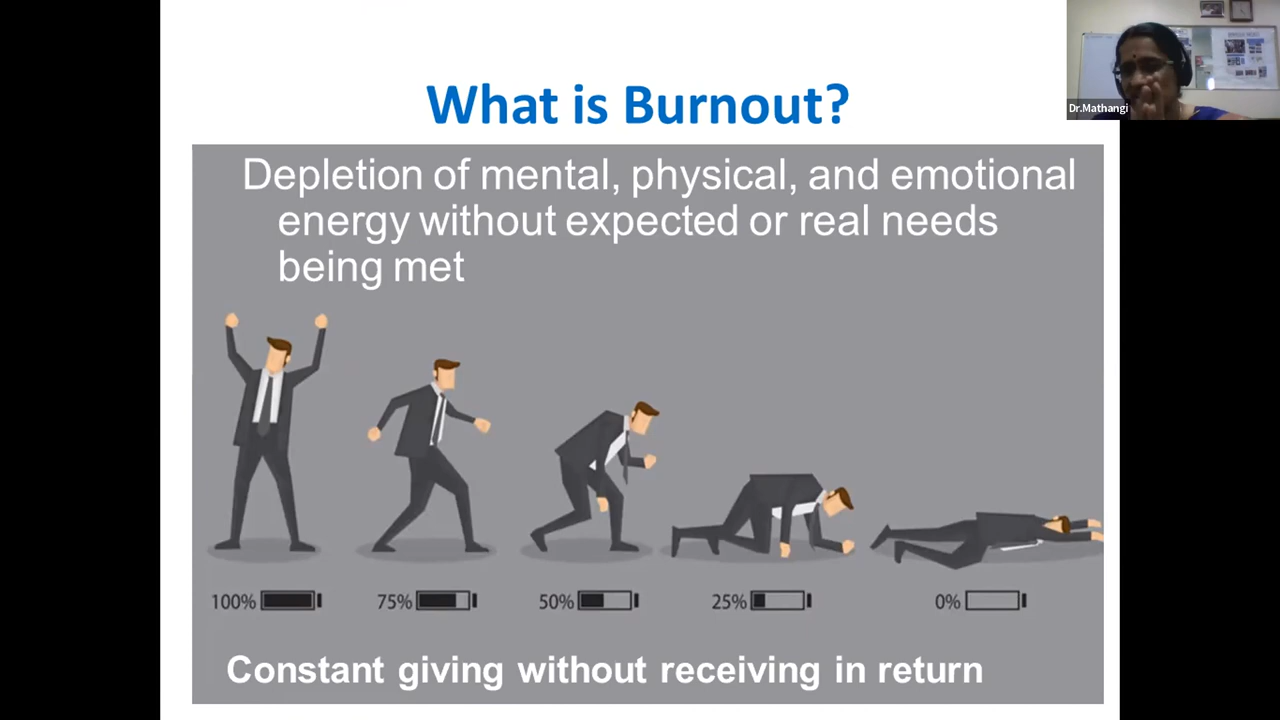 What is Burnout?
Dr.Mathangi
Depletion of mental, physical, and emotional
energy without expected or real needs
being met
100%
75%
50%
25%
0%
Constant giving without receiving in return